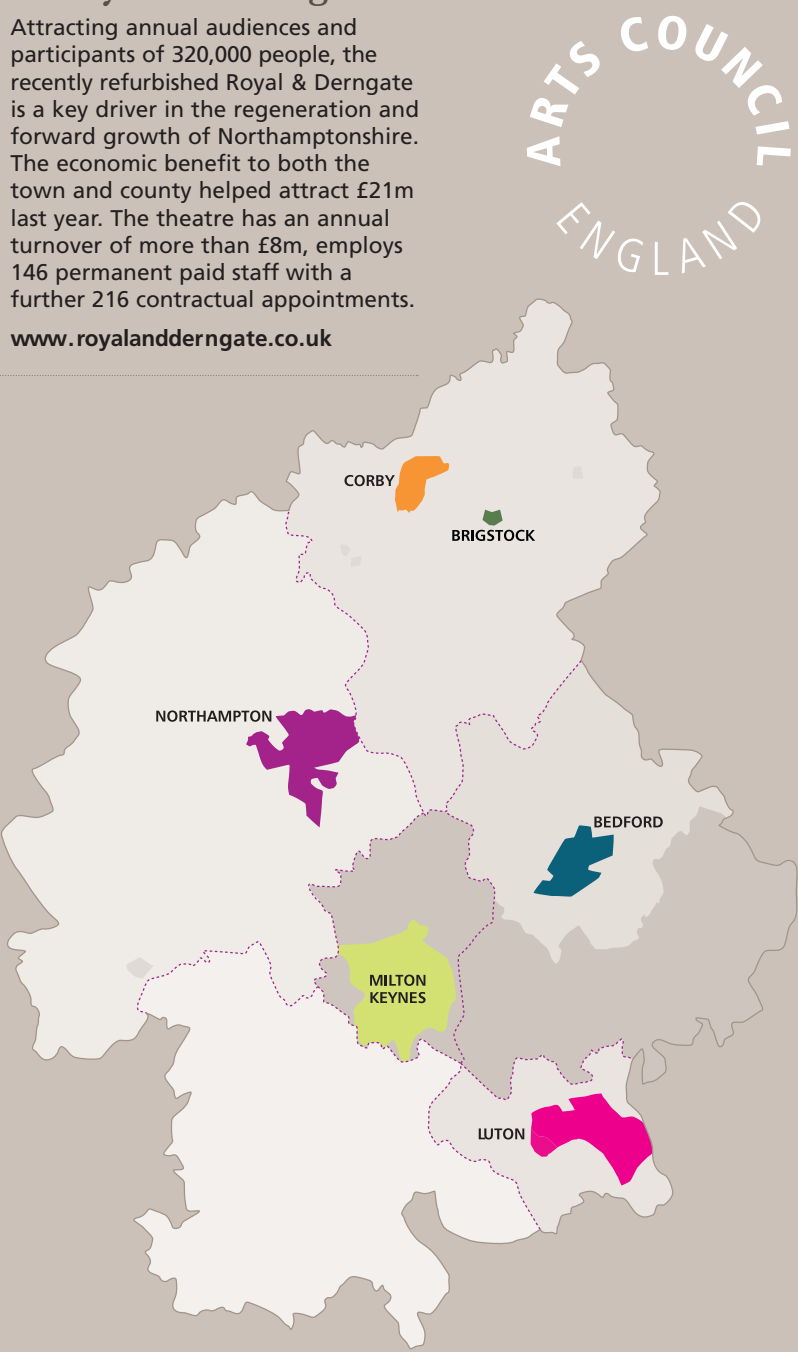 Attracting annual audiences and
participants of 320,000 people, the
recently refurbished Royal & Derngate
is a key driver in the regeneration and
forward growth of Northamptonshire.
The economic benefit to both the
town and county helped attract £21m
last year. The theatre has an annual
turnover of more than £8m, employs
146 permanent paid staff with a
further 216 contractual appointments.
www.royalandderngate.co.uk
ARTS COUNCIL
ENGLAND
CORBY
BRIGSTOCK
NORTHAMPTON
BEDFORD
MILTON
KEYNES
LUTON